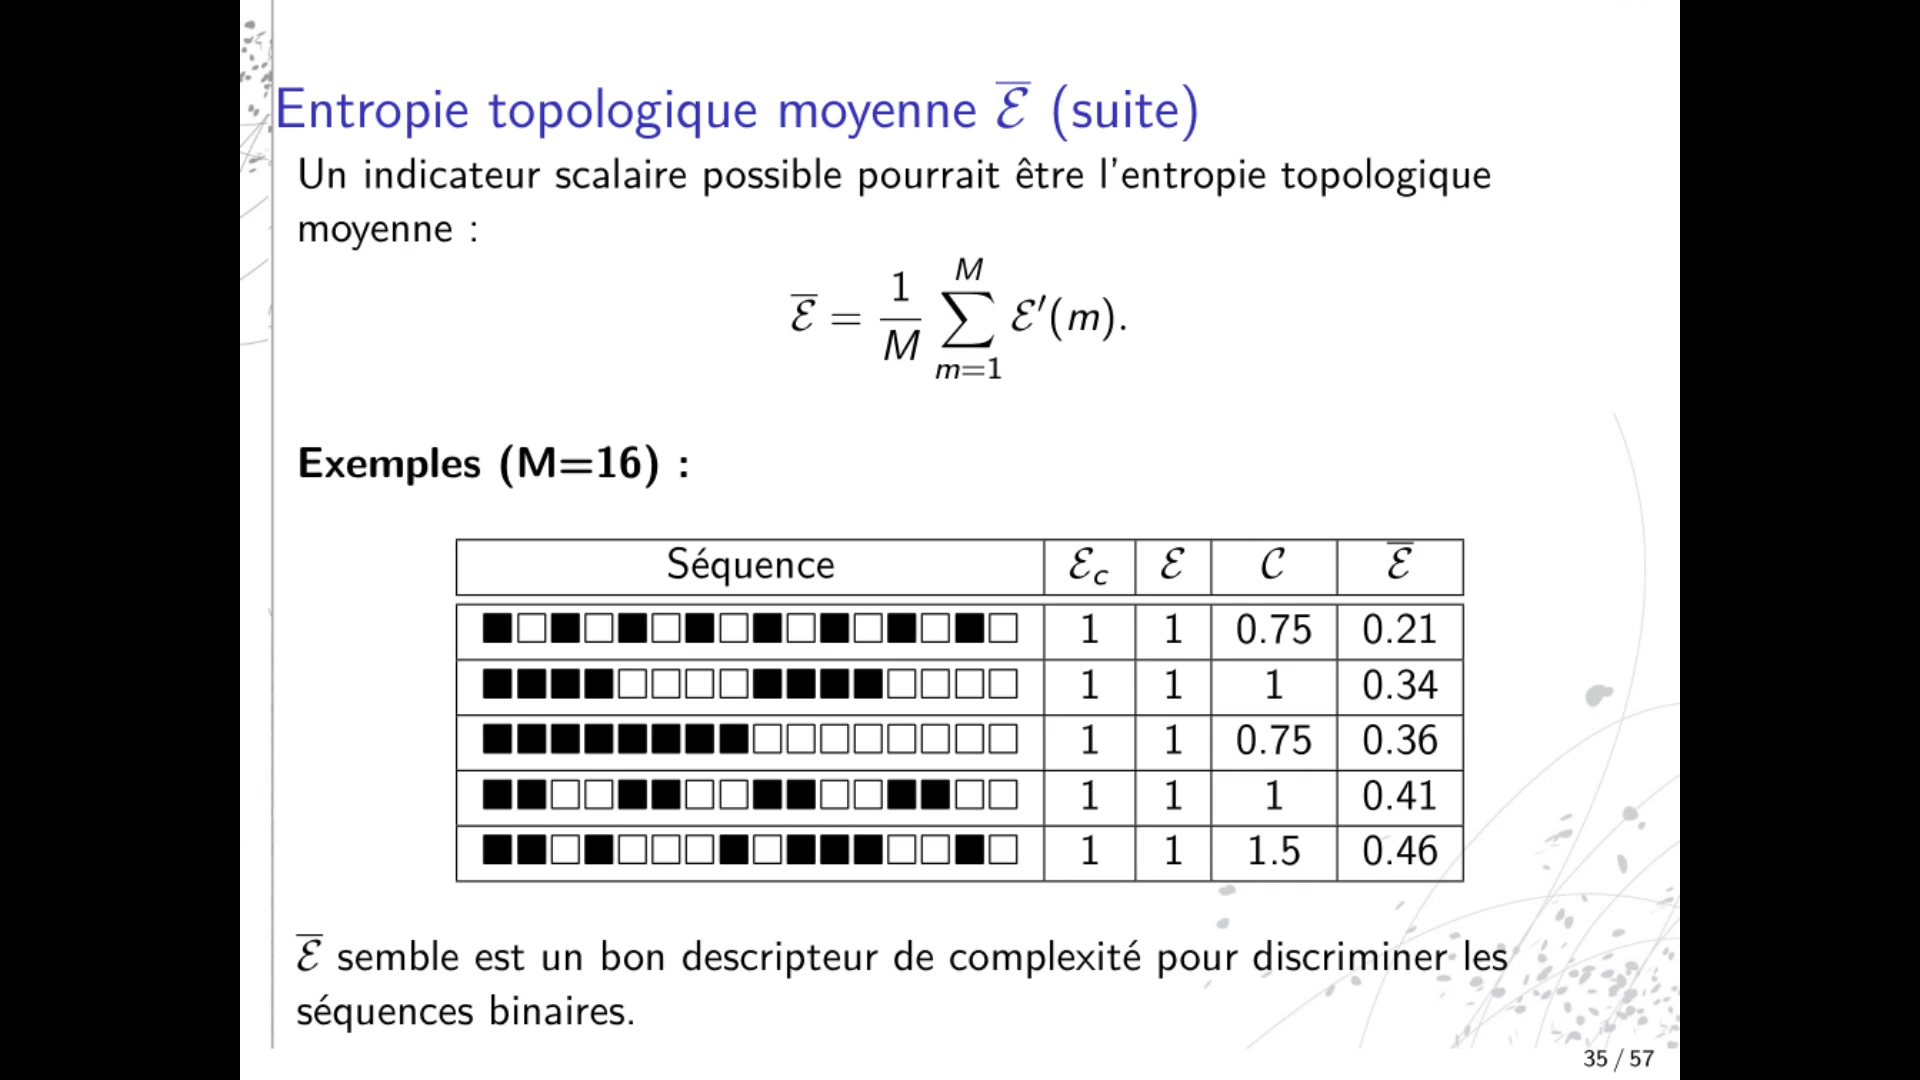 Entropie topologique moyenne ℰ̅ (suite)
Un indicateur scalaire possible pourrait être l'entropie topologique
moyenne :
ℰ̅ = 1/M ∑_{m=1}^{M} ℰ′(m).
Exemples (M=16) :
Séquence ℰ_c ℰ 𝒞 ℰ̅
■□■□■□■□■□■□■□■□ 1 1 0.75 0.21
■■■■□□□□■■■■□□□□ 1 1 1 0.34
■■■■■■■■□□□□□□□□ 1 1 0.75 0.36
■■□□■■□□■■□□■■□□ 1 1 1 0.41
■■□■□□□■□■■■□□■□ 1 1 1.5 0.46
ℰ̅ semble est un bon descripteur de complexité pour discriminer les
séquences binaires.
35 / 57